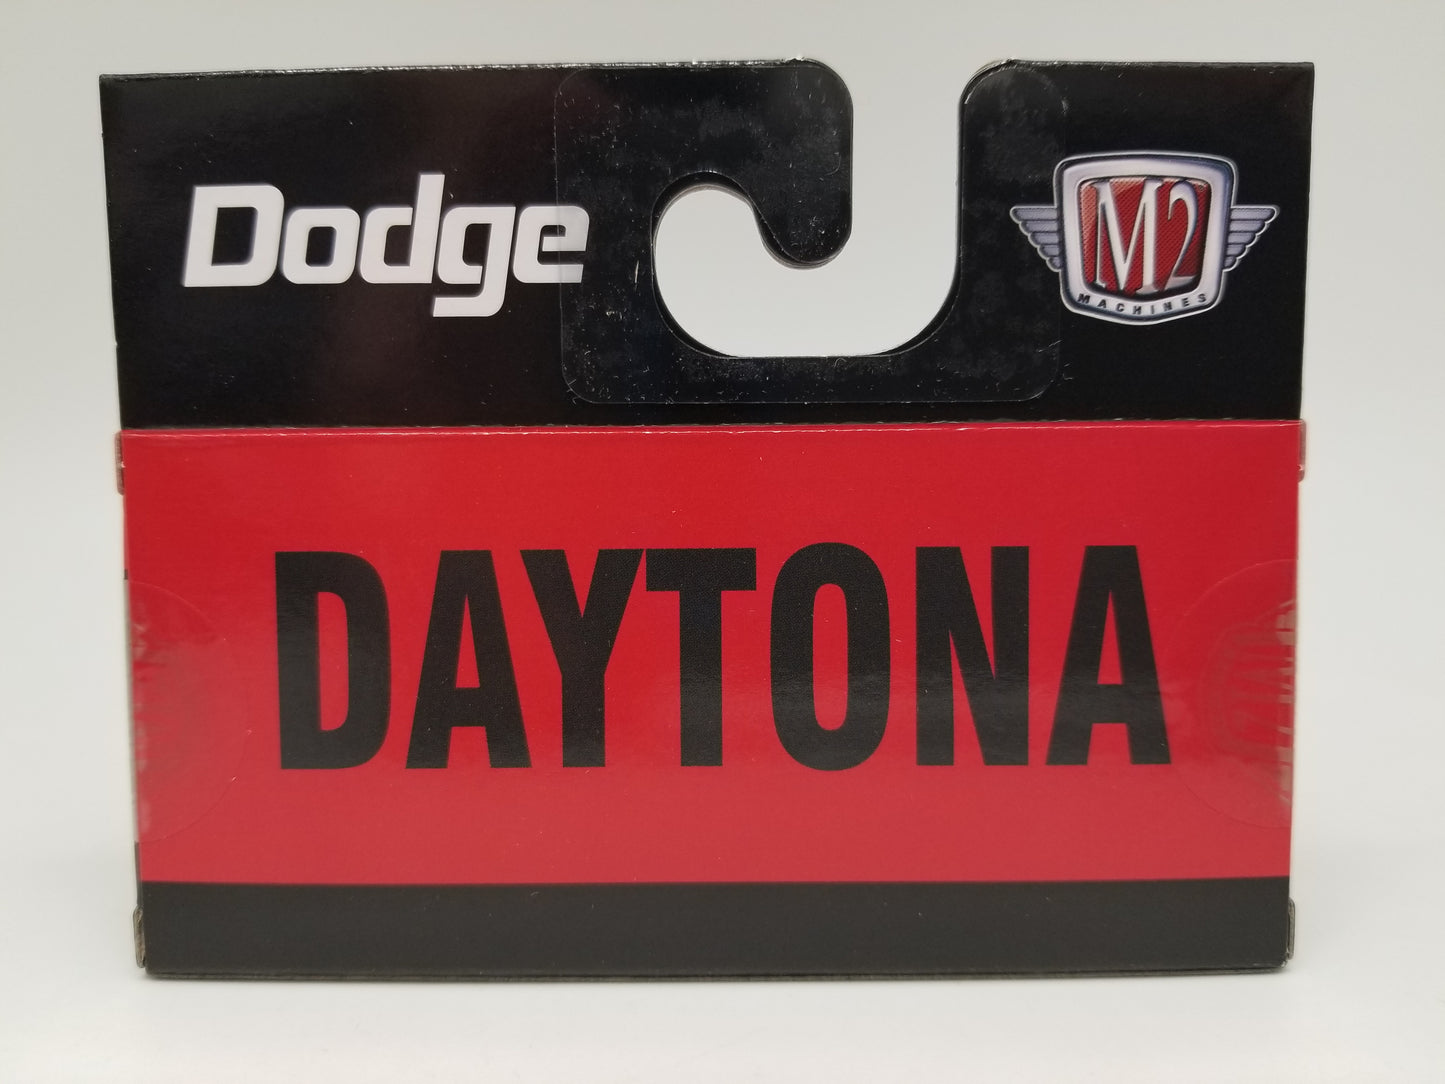 Dodge
M2
MACHINES
DAYTONA